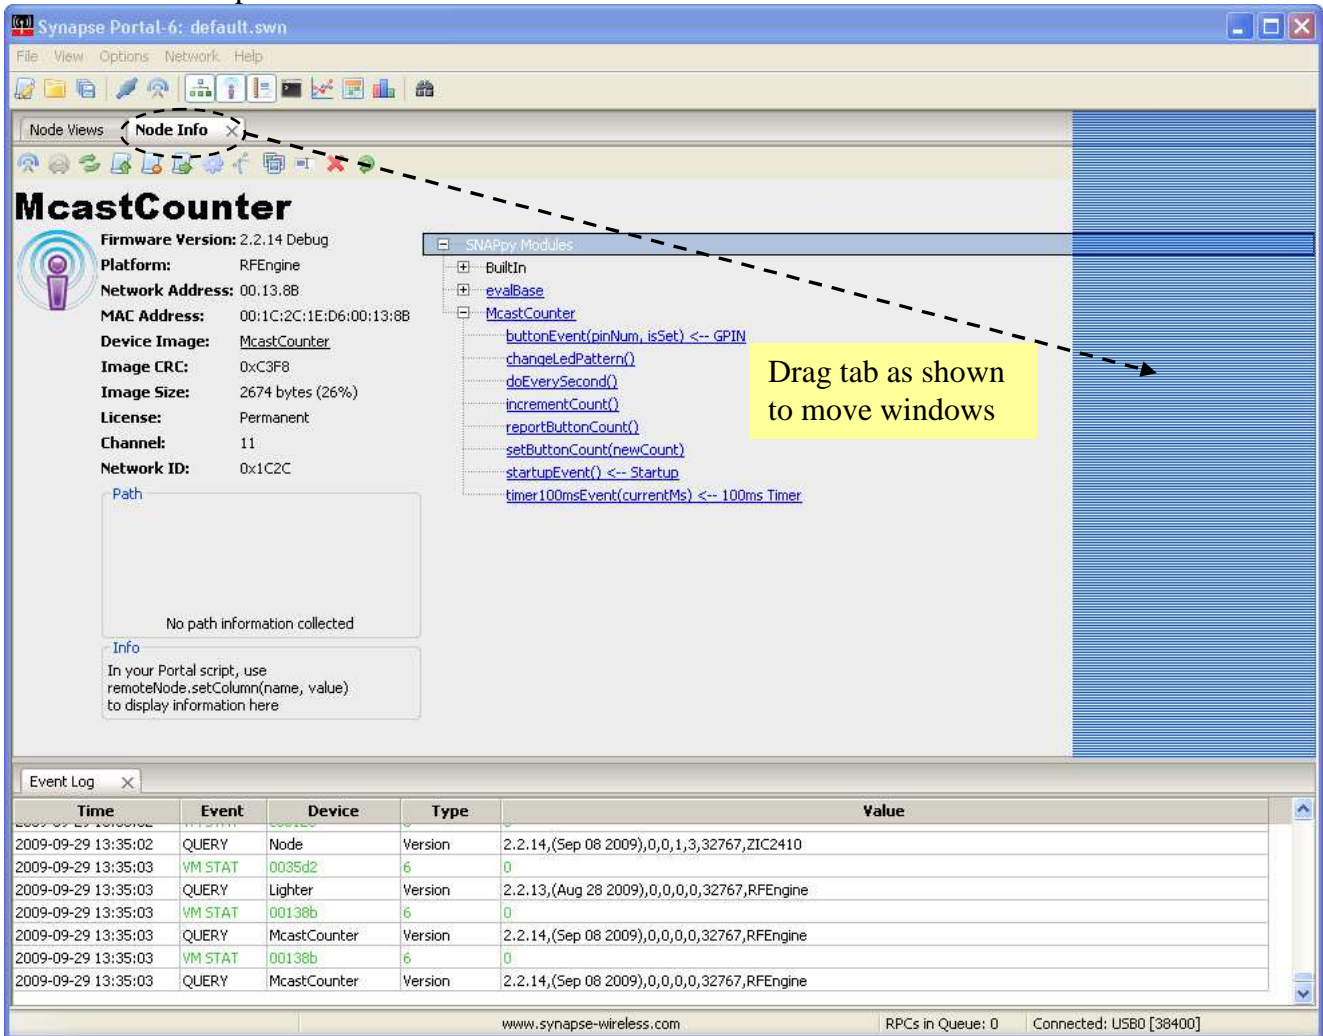 Synapse Portal-6: default.swn
File View Options Network Help
Node Views Node Info
McastCounter
Firmware Version: 2.2.14 Debug
Platform: RFEngine
Network Address: 00.13.8B
MAC Address: 00:1C:2C:1E:D6:00:13:8B
Device Image: McastCounter
Image CRC: 0xC3F8
Image Size: 2674 bytes (26%)
License: Permanent
Channel: 11
Network ID: 0x1C2C
Path
No path information collected
Info
In your Portal script, use
remoteNode.setColumn(name, value)
to display information here
SNAPpy Modules
BuiltIn
evalBase
McastCounter
buttonEvent(pinNum, isSet) <-- GPIN
changeLedPattern()
doEverySecond()
incrementCount()
reportButtonCount()
setButtonCount(newCount)
startupEvent() <-- Startup
timer100msEvent(currentMs) <-- 100ms Timer
Drag tab as shown
to move windows
Event Log
Time Event Device Type Value
2009-09-29 13:35:02 QUERY Node Version 2.2.14,(Sep 08 2009),0,0,1,3,32767,ZIC2410
2009-09-29 13:35:03 VM STAT 0035d2 6 0
2009-09-29 13:35:03 QUERY Lighter Version 2.2.13,(Aug 28 2009),0,0,0,0,32767,RFEngine
2009-09-29 13:35:03 VM STAT 00138b 6 0
2009-09-29 13:35:03 QUERY McastCounter Version 2.2.14,(Sep 08 2009),0,0,0,0,32767,RFEngine
2009-09-29 13:35:03 VM STAT 00138b 6 0
2009-09-29 13:35:03 QUERY McastCounter Version 2.2.14,(Sep 08 2009),0,0,0,0,32767,RFEngine
www.synapse-wireless.com RPCs in Queue: 0 Connected: USB0 [38400]